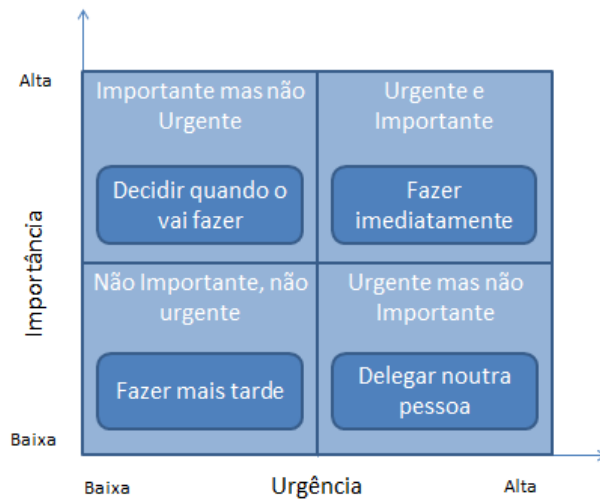 Alta
Importante mas não
Urgente
Urgente e
Importante
Decidir quando o
vai fazer
Fazer
imediatamente
Importância
Não Importante, não
urgente
Urgente mas não
Importante
Fazer mais tarde
Delegar noutra
pessoa
Baixa
Baixa
Urgência
Alta